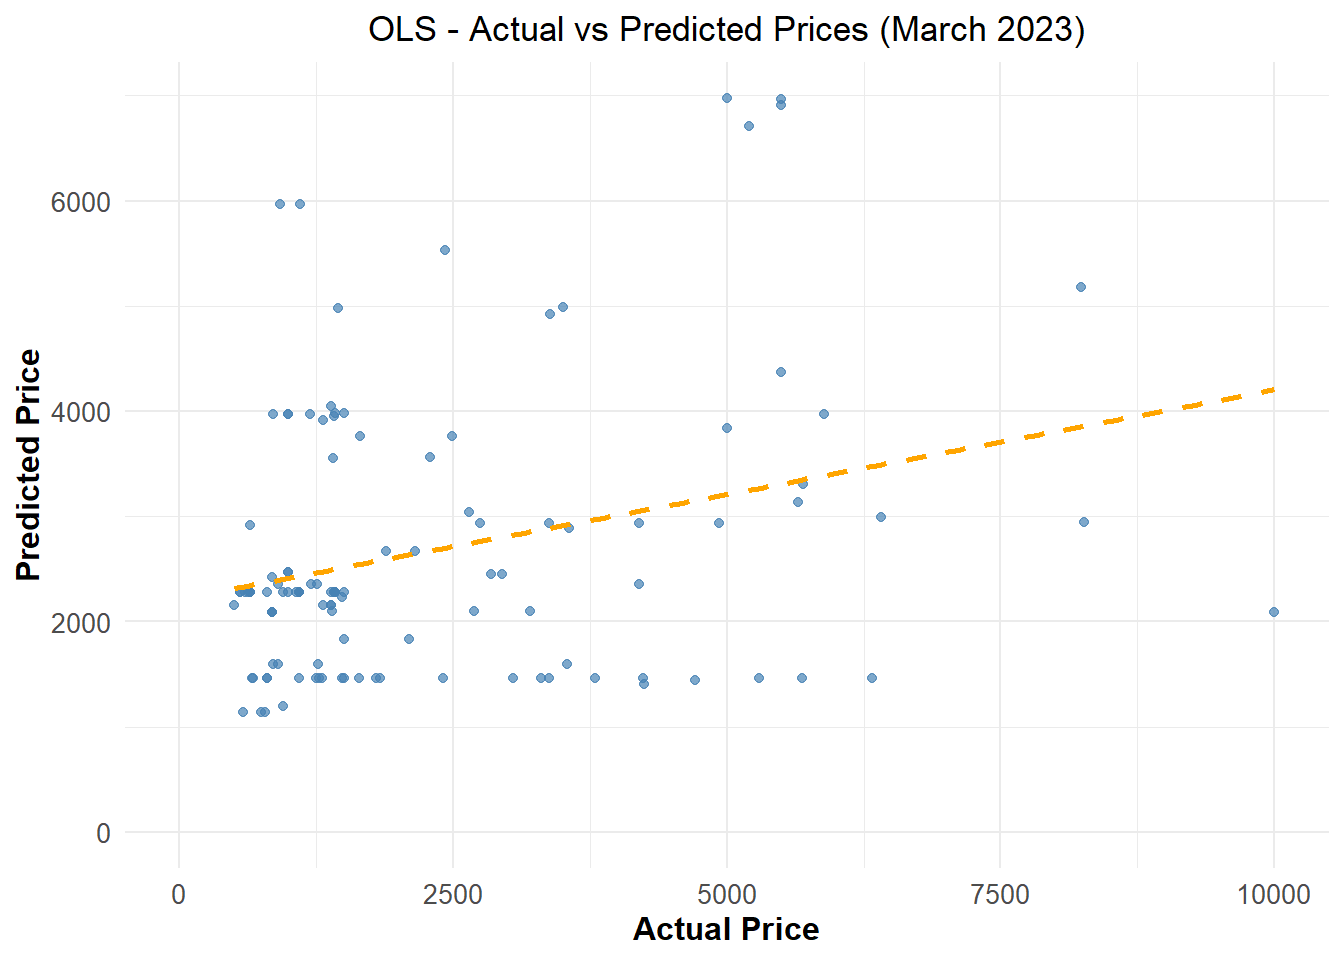 OLS - Actual vs Predicted Prices (March 2023)
Predicted Price
6000
4000
2000
0
0 2500 5000 7500 10000
Actual Price